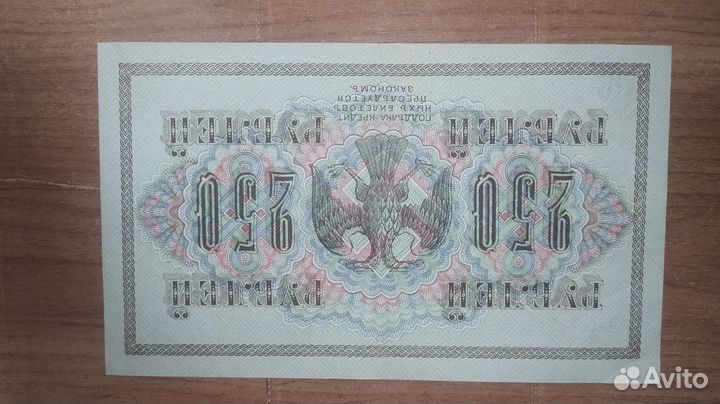 РУБЛЕЙ РУБЛЕЙ
250 250
РУБЛЕЙ РУБЛЕЙ
ПОДДѢЛКА КРЕДИТ
НЫХЪ БИЛЕТОВЪ
ПРЕСЛѢДУЕТСЯ
ЗАКОНОМЪ.
Avito